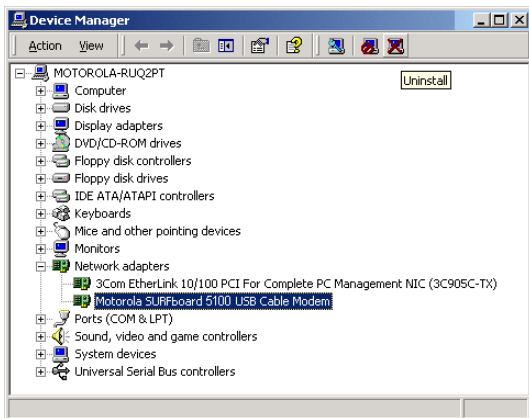 Device Manager
Action View
Uninstall
MOTOROLA-RUQ2PT
Computer
Disk drives
Display adapters
DVD/CD-ROM drives
Floppy disk controllers
Floppy disk drives
IDE ATA/ATAPI controllers
Keyboards
Mice and other pointing devices
Monitors
Network adapters
3Com EtherLink 10/100 PCI For Complete PC Management NIC (3C905C-TX)
Motorola SURFboard 5100 USB Cable Modem
Ports (COM & LPT)
Sound, video and game controllers
System devices
Universal Serial Bus controllers